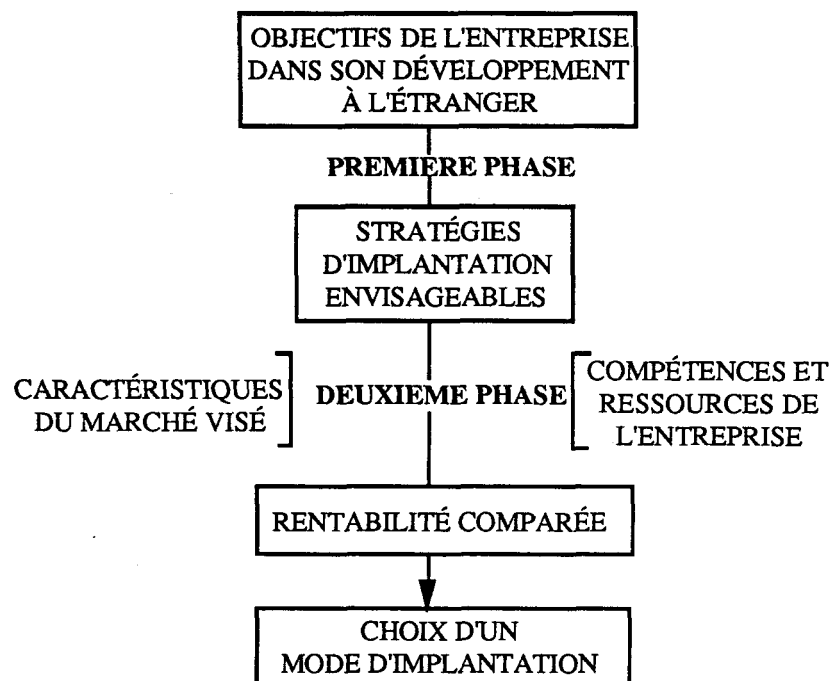 OBJECTIFS DE L'ENTREPRISE
DANS SON DÉVELOPPEMENT
À L'ÉTRANGER
PREMIÈRE PHASE
STRATÉGIES
D'IMPLANTATION
ENVISAGEABLES
CARACTÉRISTIQUES
DU MARCHÉ VISÉ
DEUXIEME PHASE
COMPÉTENCES ET
RESSOURCES DE
L'ENTREPRISE
RENTABILITÉ COMPARÉE
CHOIX D'UN
MODE D'IMPLANTATION